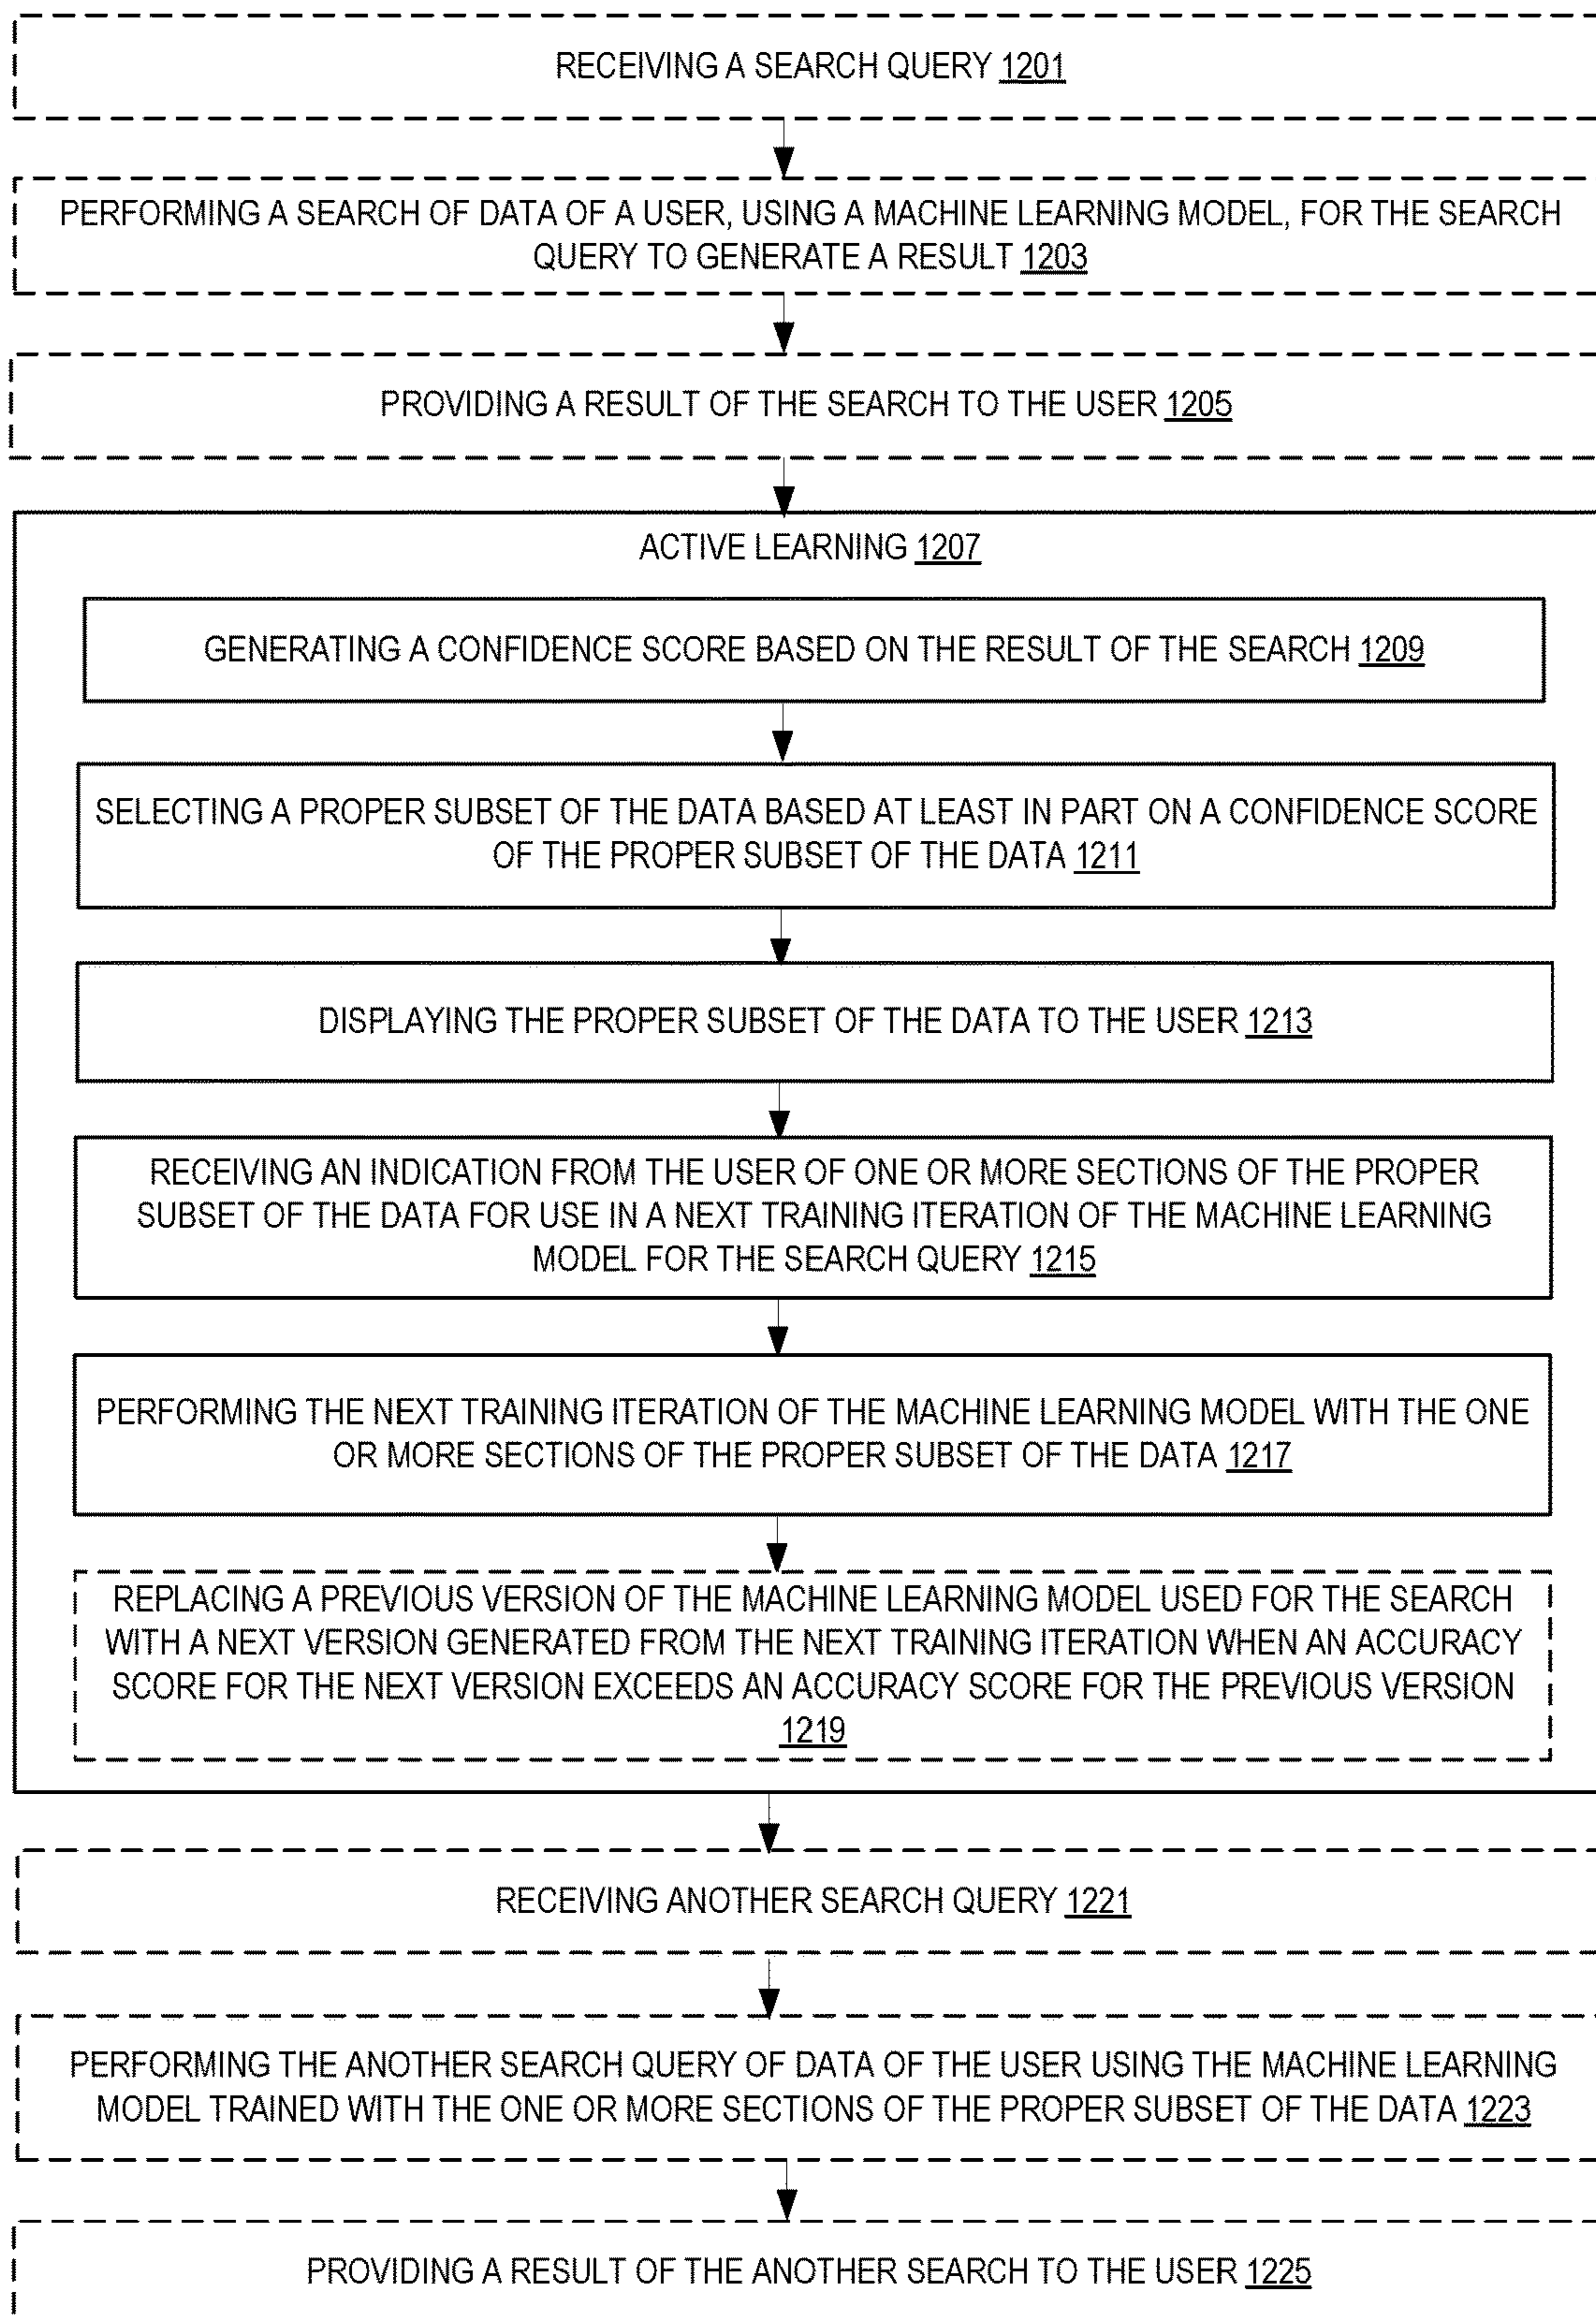 RECEIVING A SEARCH QUERY 1201
PERFORMING A SEARCH OF DATA OF A USER, USING A MACHINE LEARNING MODEL, FOR THE SEARCH
QUERY TO GENERATE A RESULT 1203
PROVIDING A RESULT OF THE SEARCH TO THE USER 1205
ACTIVE LEARNING 1207
GENERATING A CONFIDENCE SCORE BASED ON THE RESULT OF THE SEARCH 1209
SELECTING A PROPER SUBSET OF THE DATA BASED AT LEAST IN PART ON A CONFIDENCE SCORE
OF THE PROPER SUBSET OF THE DATA 1211
DISPLAYING THE PROPER SUBSET OF THE DATA TO THE USER 1213
RECEIVING AN INDICATION FROM THE USER OF ONE OR MORE SECTIONS OF THE PROPER
SUBSET OF THE DATA FOR USE IN A NEXT TRAINING ITERATION OF THE MACHINE LEARNING
MODEL FOR THE SEARCH QUERY 1215
PERFORMING THE NEXT TRAINING ITERATION OF THE MACHINE LEARNING MODEL WITH THE ONE
OR MORE SECTIONS OF THE PROPER SUBSET OF THE DATA 1217
REPLACING A PREVIOUS VERSION OF THE MACHINE LEARNING MODEL USED FOR THE SEARCH
WITH A NEXT VERSION GENERATED FROM THE NEXT TRAINING ITERATION WHEN AN ACCURACY
SCORE FOR THE NEXT VERSION EXCEEDS AN ACCURACY SCORE FOR THE PREVIOUS VERSION
1219
RECEIVING ANOTHER SEARCH QUERY 1221
PERFORMING THE ANOTHER SEARCH QUERY OF DATA OF THE USER USING THE MACHINE LEARNING
MODEL TRAINED WITH THE ONE OR MORE SECTIONS OF THE PROPER SUBSET OF THE DATA 1223
PROVIDING A RESULT OF THE ANOTHER SEARCH TO THE USER 1225